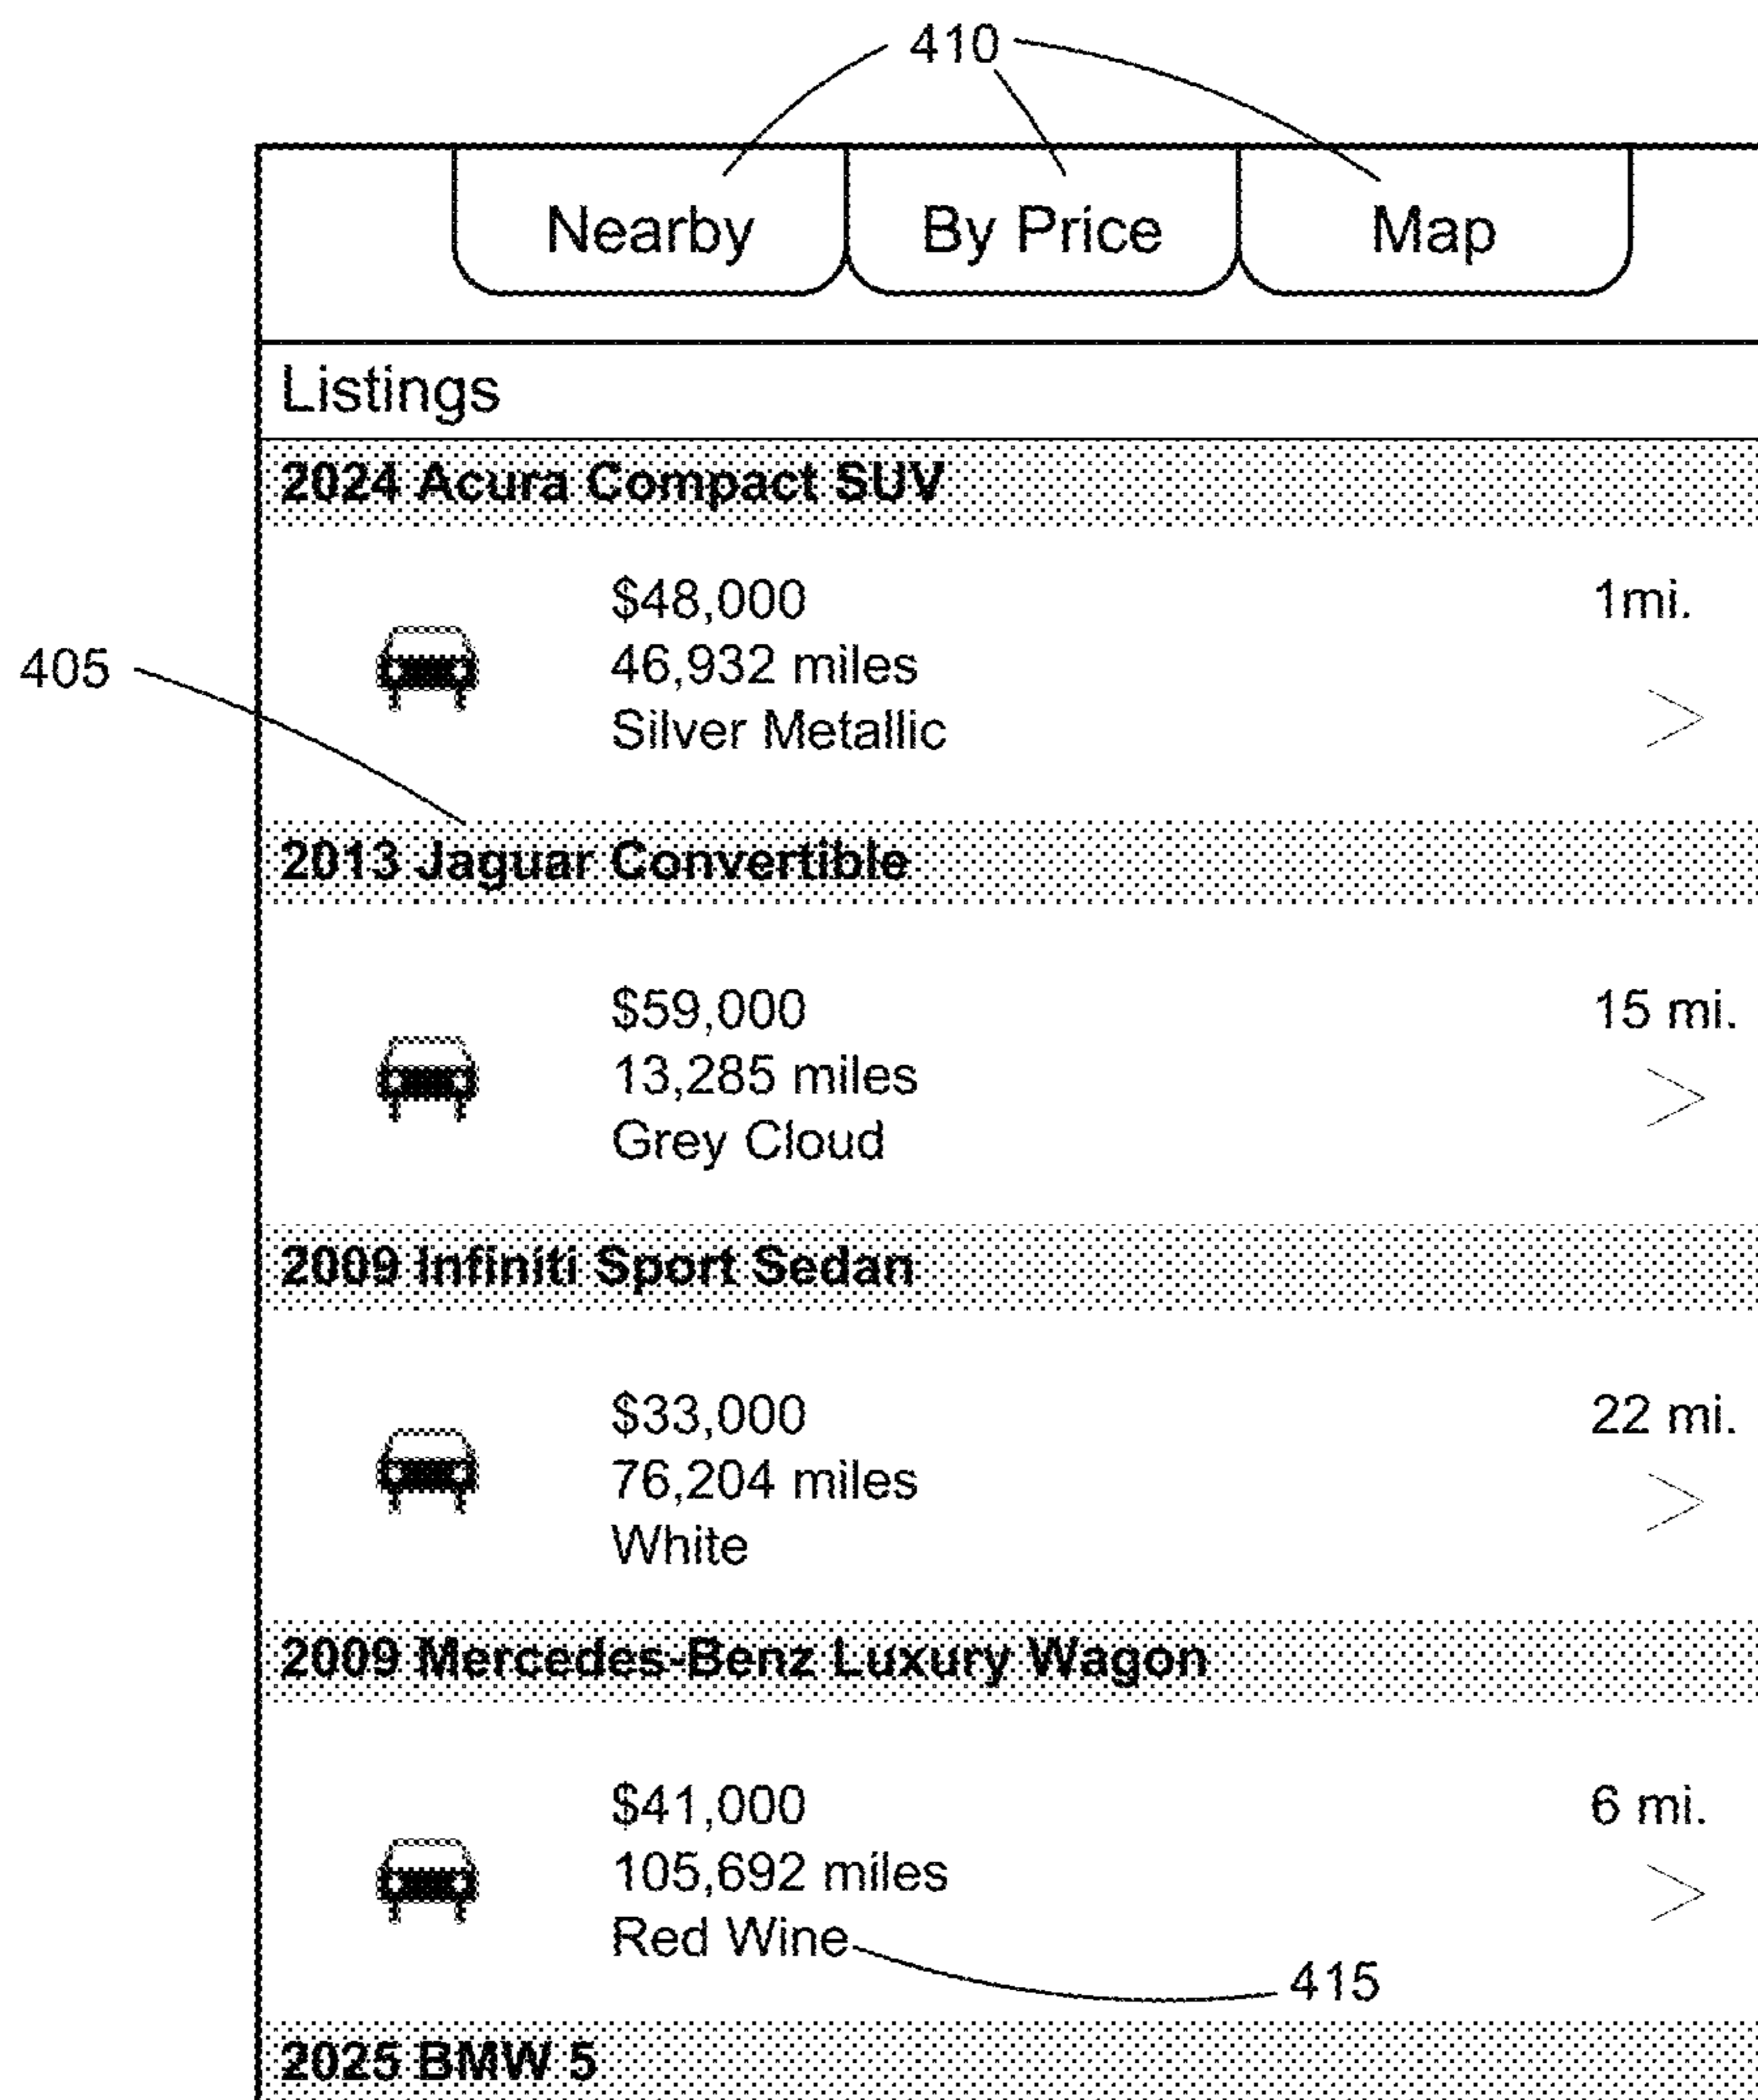 410
Nearby By Price Map
Listings
2024 Acura Compact SUV
$48,000 1mi.
46,932 miles
405
Silver Metallic >
2013 Jaguar Convertible
$59,000 15 mi.
13,285 miles >
Grey Cloud
2009 Infiniti Sport Sedan
$33,000 22 mi.
76,204 miles >
White
2009 Mercedes-Benz Luxury Wagon
$41,000 6 mi.
105,692 miles >
Red Wine
415
2025 BMW 5